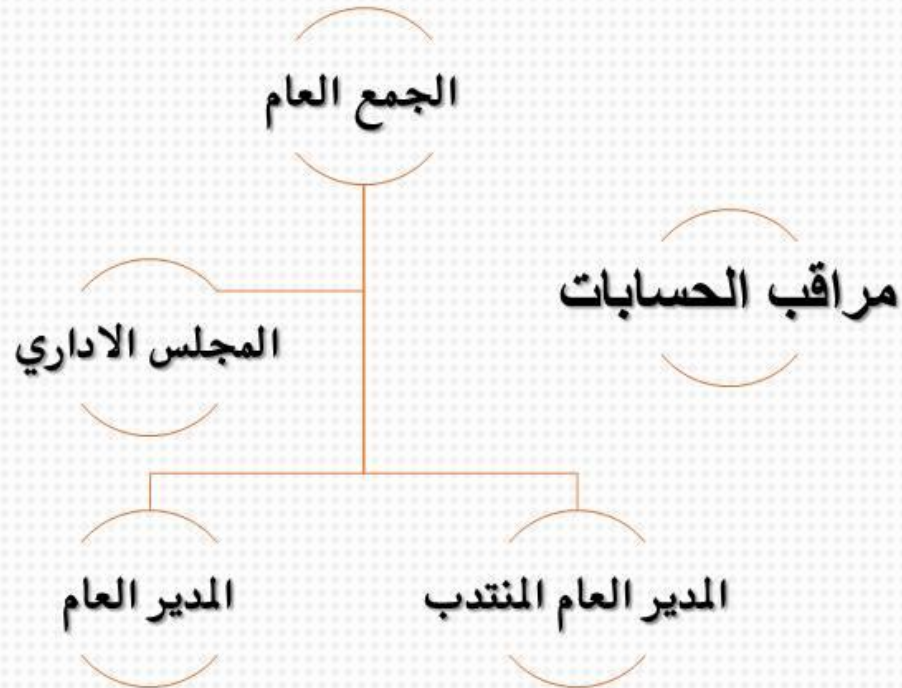 الجمع العام
مراقب الحسابات
المجلس الاداري
المدير العام المنتدب
المدير العام